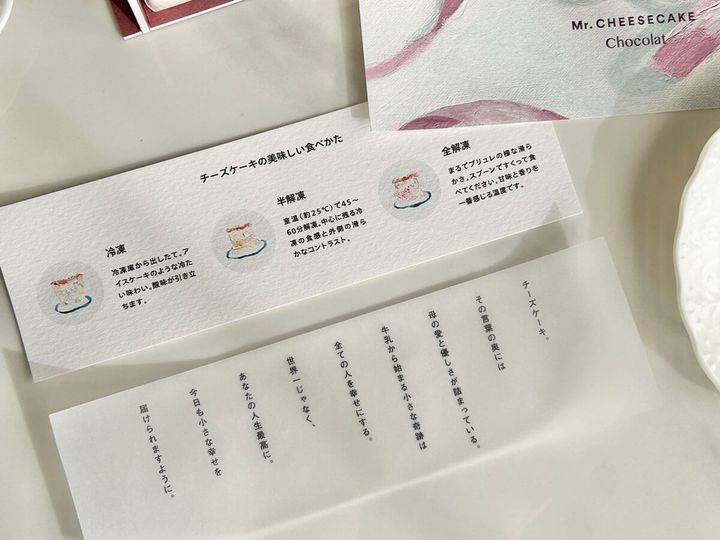 Mr. CHEESECAKE
Chocolat
チーズケーキの美味しい食べかた
冷凍
冷凍庫から出したて。ア
イスケーキのような冷た
い味わい。酸味が引き立
ちます。
半解凍
室温（約25℃）で45〜
60分解凍。中心に残る冷
凍の食感と外側の滑ら
かなコントラスト。
全解凍
まるでブリュレの様な滑ら
かさ。スプーンですくって食
べてください。甘味と香りを
一番感じる温度です。
チーズケーキ。
その言葉の奥には
母の愛と優しさが詰まっている。
牛乳から始まる小さな奇跡は
全ての人を幸せにする。
世界一じゃなく、
あなたの人生最高に。
今日も小さな幸せを
届けられますように。